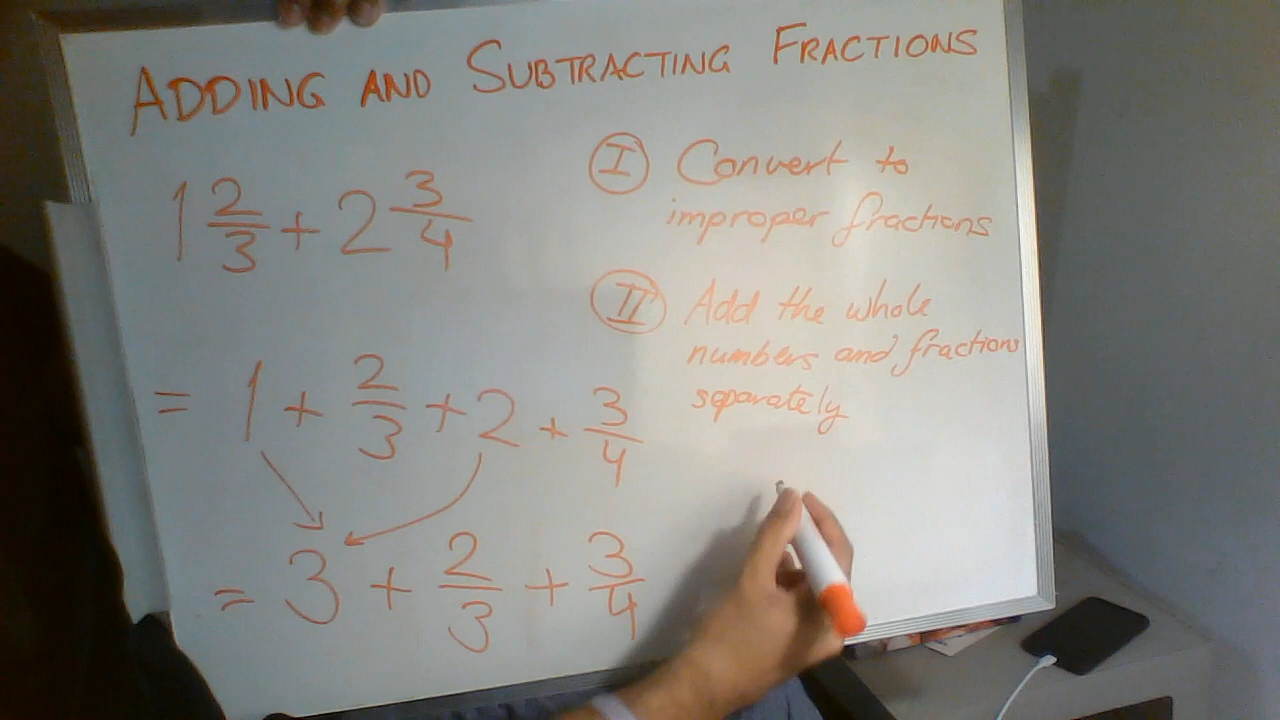 ADDING AND SUBTRACTING FRACTIONS
1 2/3 + 2 3/4
I Convert to
improper fractions
II Add the whole
numbers and fractions
separately
= 1 + 2/3 + 2 + 3/4
= 3 + 2/3 + 3/4